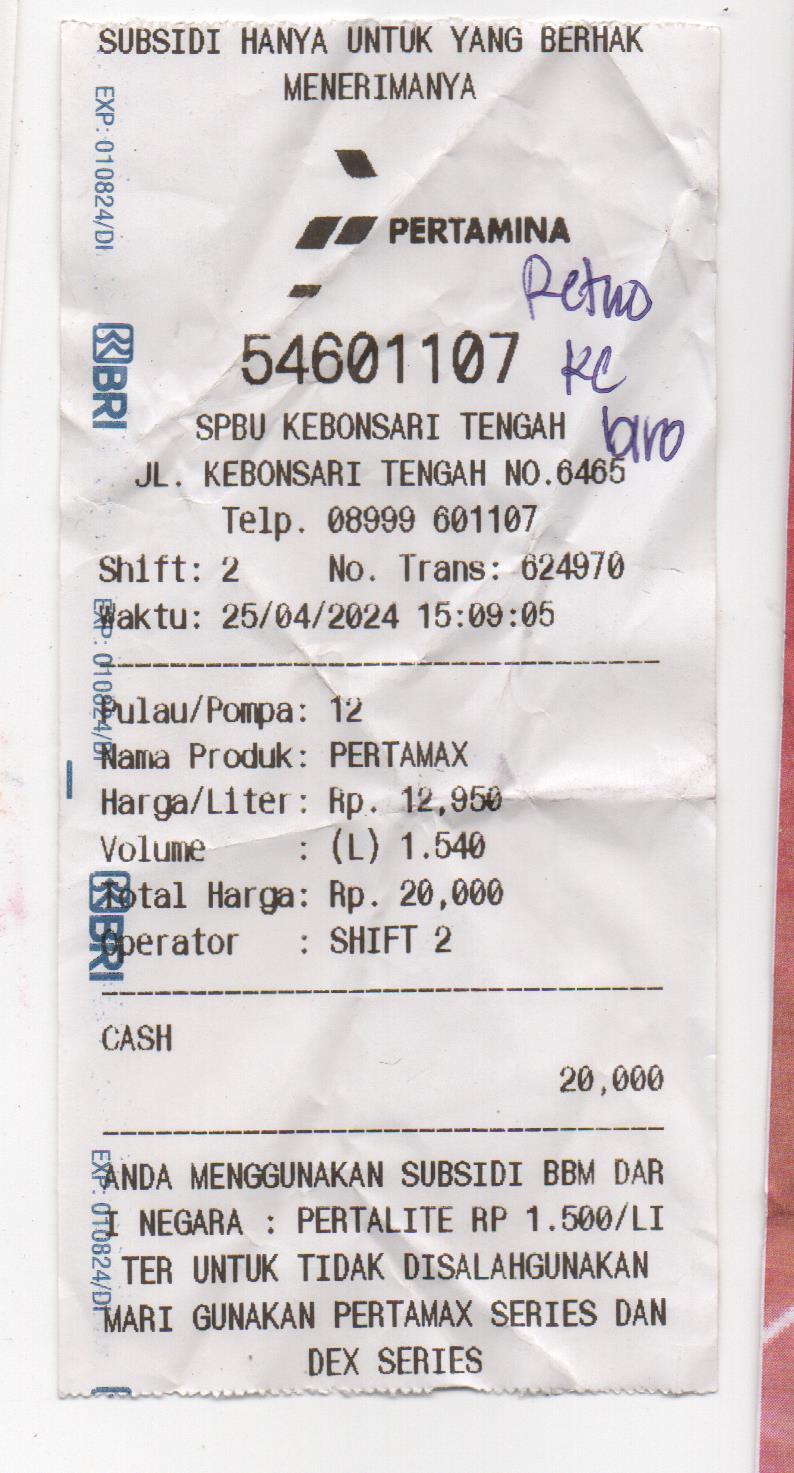 SUBSIDI HANYA UNTUK YANG BERHAK
MENERIMANYA
PERTAMINA
Retno
54601107
ke
SPBU KEBONSARI TENGAH
biro
JL. KEBONSARI TENGAH NO.6465
Telp. 08999 601107
Shift: 2 No. Trans: 624970
Waktu: 25/04/2024 15:09:05
Pulau/Pompa: 12
Nama Produk: PERTAMAX
Harga/Liter: Rp. 12,950
Volume : (L) 1.540
Total Harga: Rp. 20,000
Operator : SHIFT 2
CASH
20,000
ANDA MENGGUNAKAN SUBSIDI BBM DAR
I NEGARA : PERTALITE RP 1.500/LI
TER UNTUK TIDAK DISALAHGUNAKAN
MARI GUNAKAN PERTAMAX SERIES DAN
DEX SERIES
EXP: 010824/DI
BRI
EXP: 010824/DI
BRI
EXP: 010824/DI